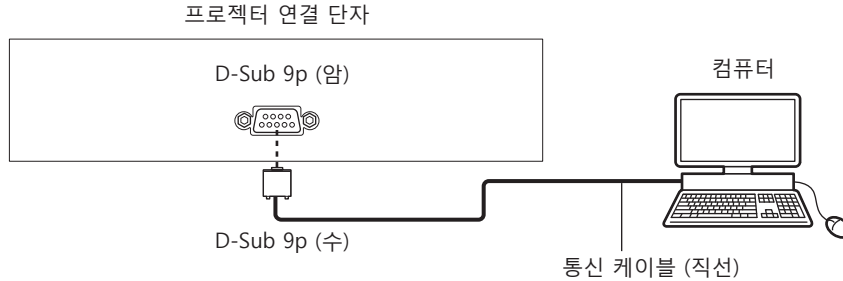 프로젝터 연결 단자
D-Sub 9p (암)
컴퓨터
D-Sub 9p (수)
통신 케이블 (직선)